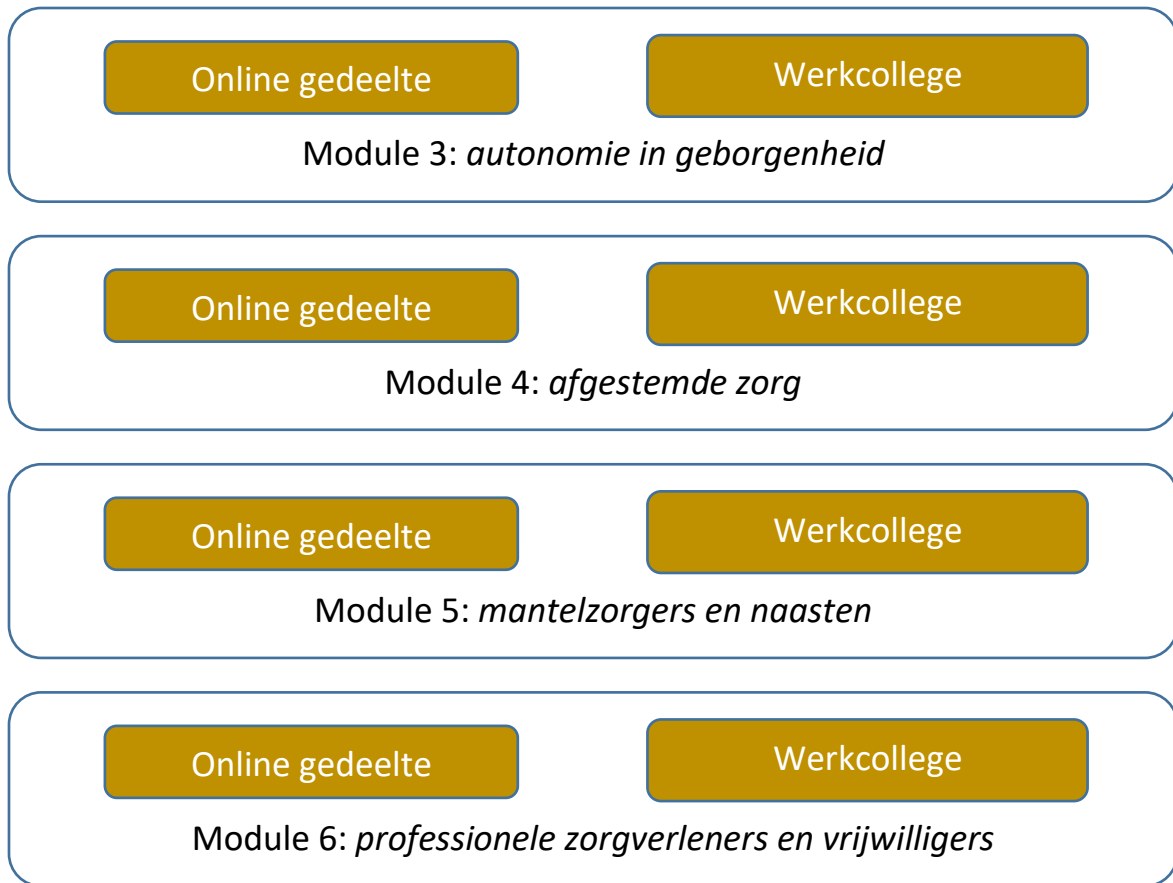 Online gedeelte
Werkcollege
Module 3: autonomie in geborgenheid
Online gedeelte
Werkcollege
Module 4: afgestemde zorg
Online gedeelte
Werkcollege
Module 5: mantelzorgers en naasten
Online gedeelte
Werkcollege
Module 6: professionele zorgverleners en vrijwilligers